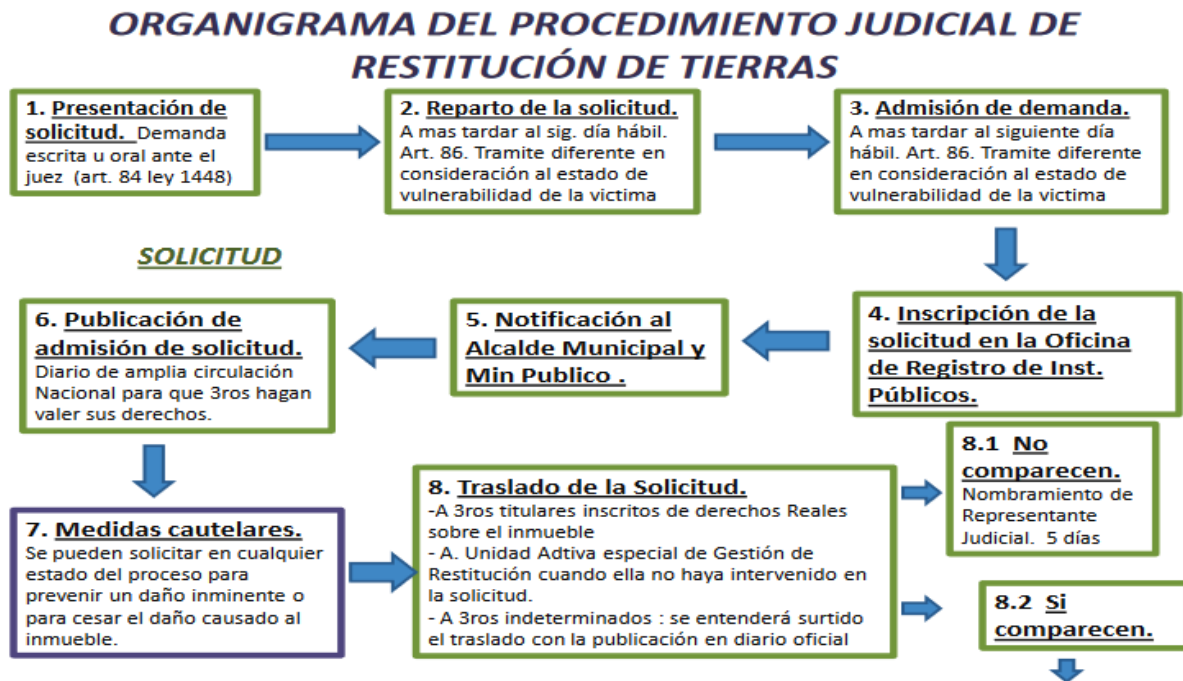 ORGANIGRAMA DEL PROCEDIMIENTO JUDICIAL DE
RESTITUCIÓN DE TIERRAS
1. Presentación de
solicitud. Demanda
escrita u oral ante el
juez (art. 84 ley 1448)
2. Reparto de la solicitud.
A mas tardar al sig. día hábil.
Art. 86. Tramite diferente en
consideración al estado de
vulnerabilidad de la victima
3. Admisión de demanda.
A mas tardar al siguiente día
hábil. Art. 86. Tramite diferente
en consideración al estado de
vulnerabilidad de la victima
SOLICITUD
4. Inscripción de la
solicitud en la Oficina
de Registro de Inst.
Públicos.
5. Notificación al
Alcalde Municipal y
Min Publico .
6. Publicación de
admisión de solicitud.
Diario de amplia circulación
Nacional para que 3ros hagan
valer sus derechos.
7. Medidas cautelares.
Se pueden solicitar en cualquier
estado del proceso para
prevenir un daño inminente o
para cesar el daño causado al
inmueble.
8. Traslado de la Solicitud.
-A 3ros titulares inscritos de derechos Reales
sobre el inmueble
- A. Unidad Adtiva especial de Gestión de
Restitución cuando ella no haya intervenido en
la solicitud.
- A 3ros indeterminados : se entenderá surtido
el traslado con la publicación en diario oficial
8.1 No
comparecen.
Nombramiento de
Representante
Judicial. 5 días
8.2 Si
comparecen.